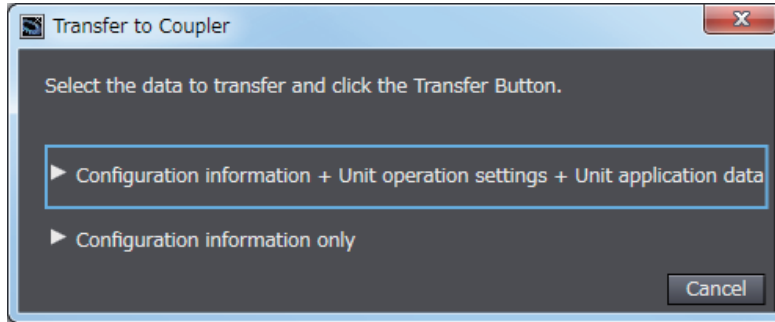 Transfer to Coupler
Select the data to transfer and click the Transfer Button.
Configuration information + Unit operation settings + Unit application data
Configuration information only
Cancel